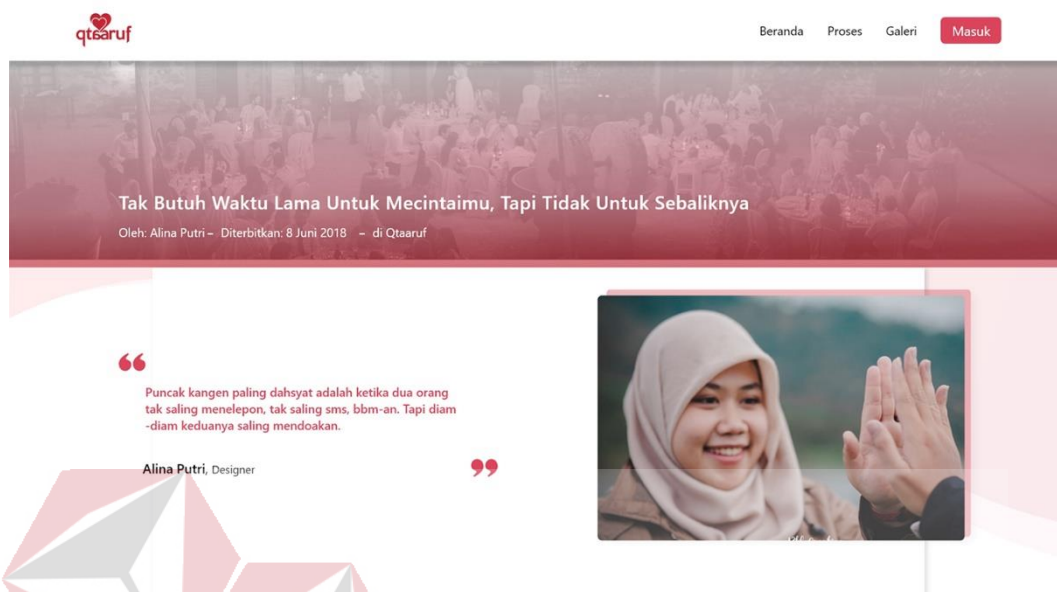 qtaaruf
Beranda Proses Galeri Masuk
Tak Butuh Waktu Lama Untuk Mecintaimu, Tapi Tidak Untuk Sebaliknya
Oleh: Alina Putri – Diterbitkan: 8 Juni 2018 – di Qtaaruf
“
Puncak kangen paling dahsyat adalah ketika dua orang
tak saling menelepon, tak saling sms, bbm-an. Tapi diam
-diam keduanya saling mendoakan.
Alina Putri, Designer
”